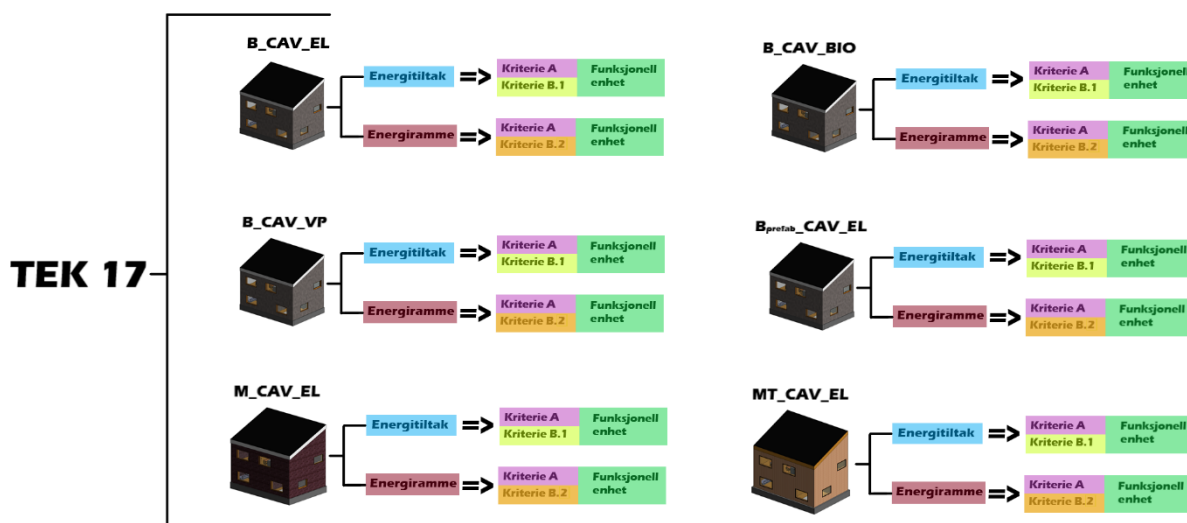 TEK 17
B_CAV_EL
Energitiltak => Kriterie A Funksjonell
Kriterie B.1 enhet
Energiramme => Kriterie A Funksjonell
Kriterie B.2 enhet
B_CAV_BIO
Energitiltak => Kriterie A Funksjonell
Kriterie B.1 enhet
Energiramme => Kriterie A Funksjonell
Kriterie B.2 enhet
B_CAV_VP
Energitiltak => Kriterie A Funksjonell
Kriterie B.1 enhet
Energiramme => Kriterie A Funksjonell
Kriterie B.2 enhet
Bprefab_CAV_EL
Energitiltak => Kriterie A Funksjonell
Kriterie B.1 enhet
Energiramme => Kriterie A Funksjonell
Kriterie B.2 enhet
M_CAV_EL
Energitiltak => Kriterie A Funksjonell
Kriterie B.1 enhet
Energiramme => Kriterie A Funksjonell
Kriterie B.2 enhet
MT_CAV_EL
Energitiltak => Kriterie A Funksjonell
Kriterie B.1 enhet
Energiramme => Kriterie A Funksjonell
Kriterie B.2 enhet